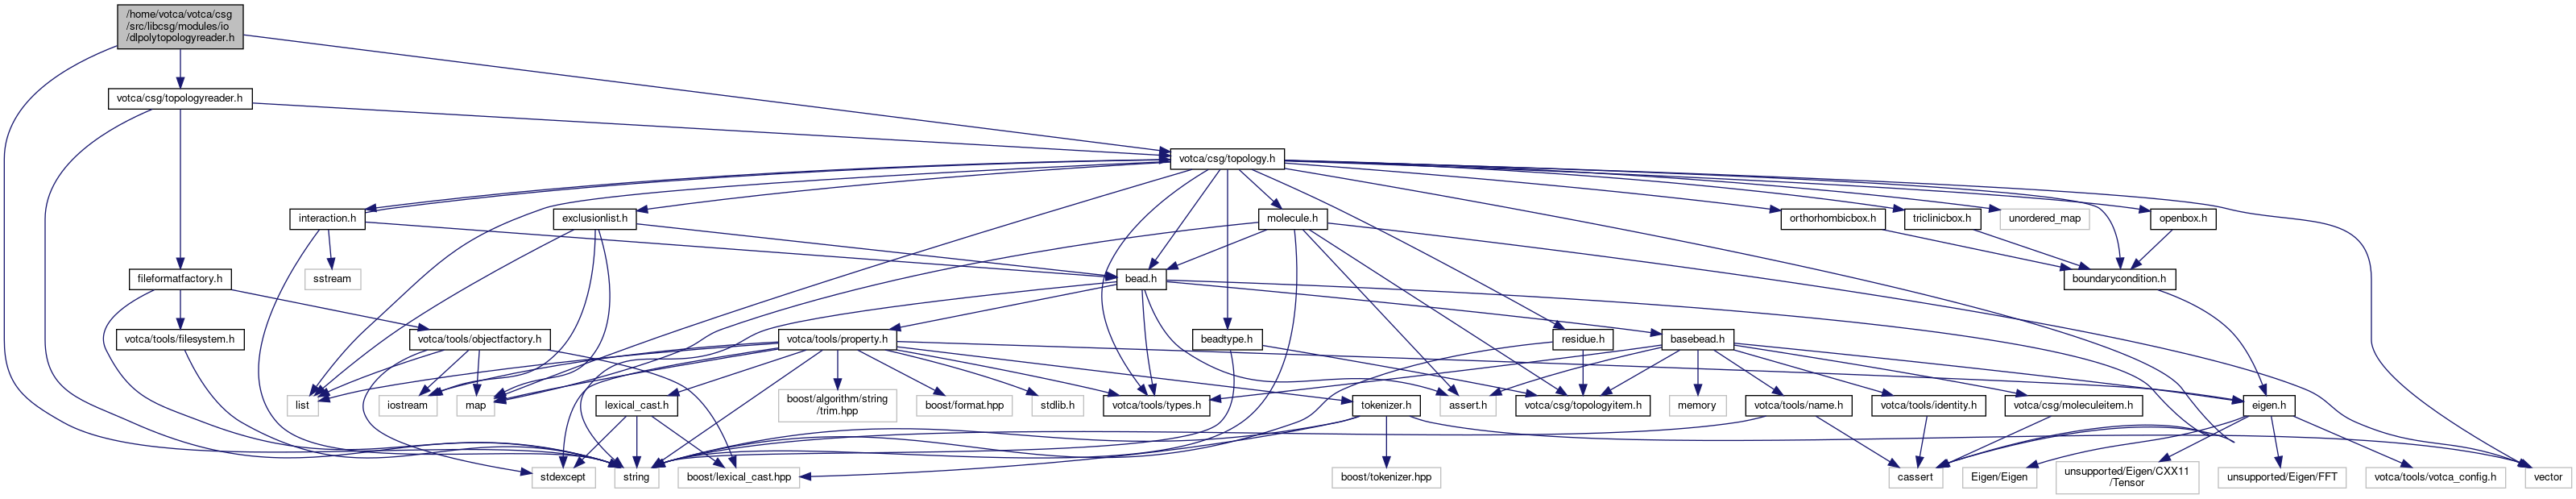 /home/votca/votca/csg
/src/libcsg/modules/io
/dlpolytopologyreader.h
votca/csg/topologyreader.h
votca/csg/topology.h
interaction.h
exclusionlist.h
molecule.h
orthorhombicbox.h
triclinicbox.h
unordered_map
openbox.h
fileformatfactory.h
sstream
bead.h
boundarycondition.h
votca/tools/filesystem.h
votca/tools/objectfactory.h
votca/tools/property.h
beadtype.h
residue.h
basebead.h
list
iostream
map
lexical_cast.h
boost/algorithm/string
/trim.hpp
boost/format.hpp
stdlib.h
votca/tools/types.h
tokenizer.h
assert.h
votca/csg/topologyitem.h
memory
votca/tools/name.h
votca/tools/identity.h
votca/csg/moleculeitem.h
eigen.h
stdexcept
string
boost/lexical_cast.hpp
boost/tokenizer.hpp
cassert
Eigen/Eigen
unsupported/Eigen/CXX11
/Tensor
unsupported/Eigen/FFT
votca/tools/votca_config.h
vector